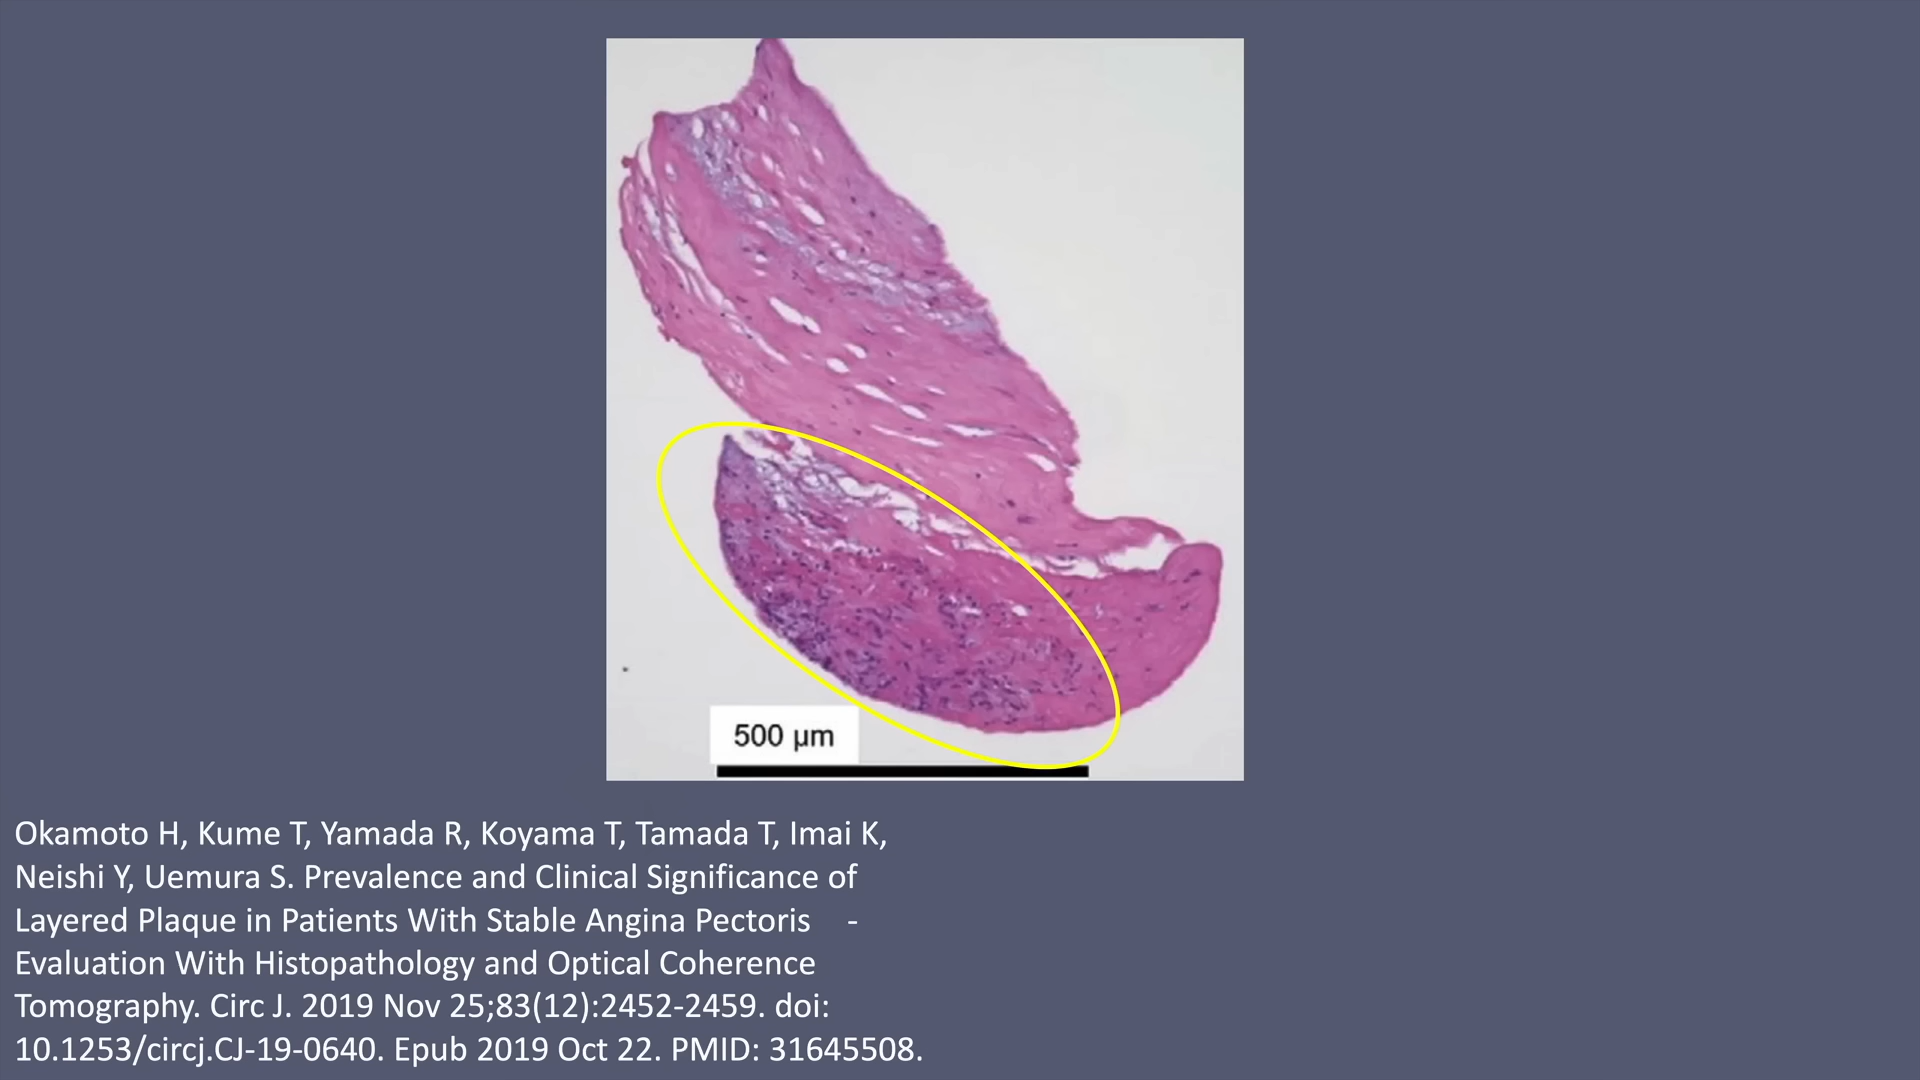 500 µm
Okamoto H, Kume T, Yamada R, Koyama T, Tamada T, Imai K,
Neishi Y, Uemura S. Prevalence and Clinical Significance of
Layered Plaque in Patients With Stable Angina Pectoris -
Evaluation With Histopathology and Optical Coherence
Tomography. Circ J. 2019 Nov 25;83(12):2452-2459. doi:
10.1253/circj.CJ-19-0640. Epub 2019 Oct 22. PMID: 31645508.